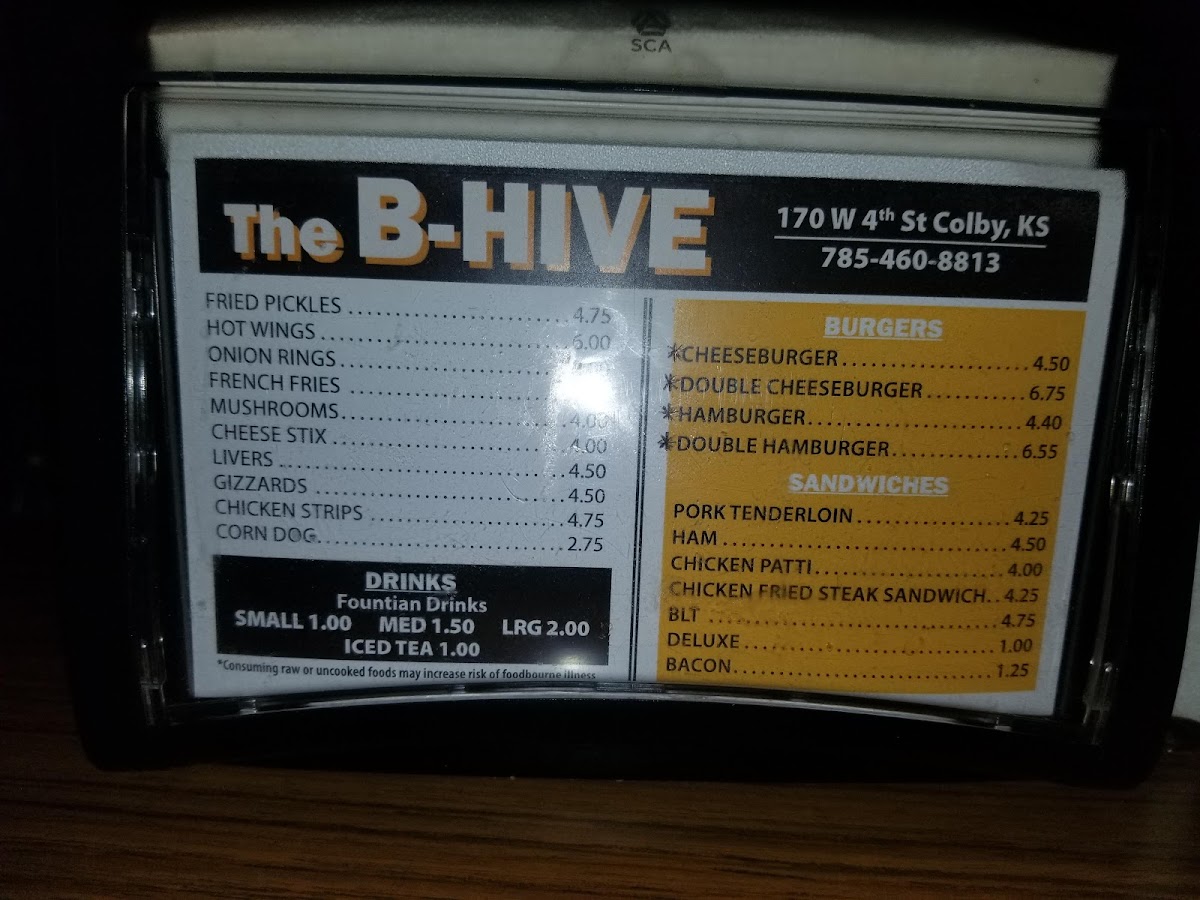 SCA
The B-HIVE
170 W 4th St Colby, KS
785-460-8813
FRIED PICKLES 4.75
HOT WINGS 6.00
ONION RINGS
FRENCH FRIES
MUSHROOMS 4.00
CHEESE STIX 4.00
LIVERS 4.50
GIZZARDS 4.50
CHICKEN STRIPS 4.75
CORN DOG 2.75
DRINKS
Fountian Drinks
SMALL 1.00 MED 1.50 LRG 2.00
ICED TEA 1.00
*Consuming raw or uncooked foods may increase risk of foodbourne illness
BURGERS
*CHEESEBURGER 4.50
*DOUBLE CHEESEBURGER 6.75
*HAMBURGER 4.40
*DOUBLE HAMBURGER 6.55
SANDWICHES
PORK TENDERLOIN 4.25
HAM 4.50
CHICKEN PATTI 4.00
CHICKEN FRIED STEAK SANDWICH 4.25
BLT 4.75
DELUXE 1.00
BACON 1.25